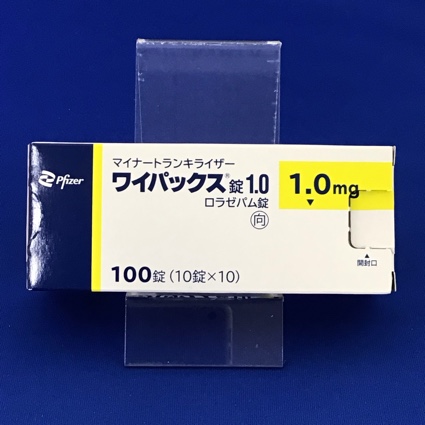 Pfizer
マイナートランキライザー
ワイパックス®錠1.0
ロラゼパム錠
向
1.0mg
▼
100錠(10錠×10)
▲
開封口